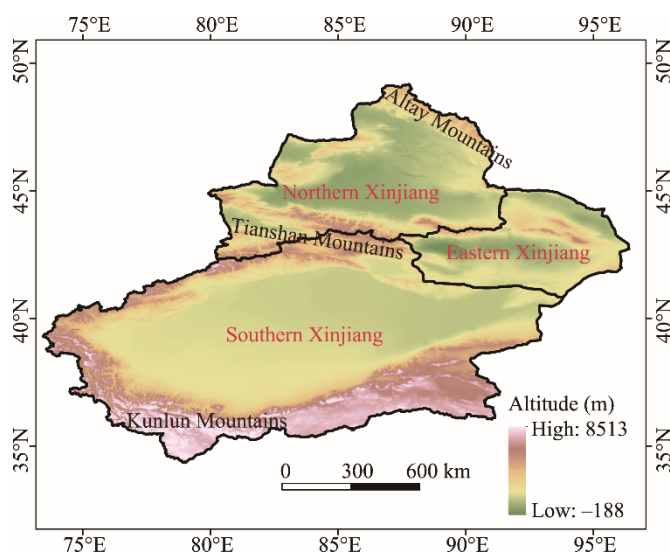 75°E 80°E 85°E 90°E 95°E
50°N 50°N
Altay Mountains
45°N 45°N
Northern Xinjiang
Tianshan Mountains
Eastern Xinjiang
40°N 40°N
Southern Xinjiang
Kunlun Mountains
35°N 35°N
Altitude (m)
High: 8513
Low: –188
0 300 600 km
75°E 80°E 85°E 90°E 95°E